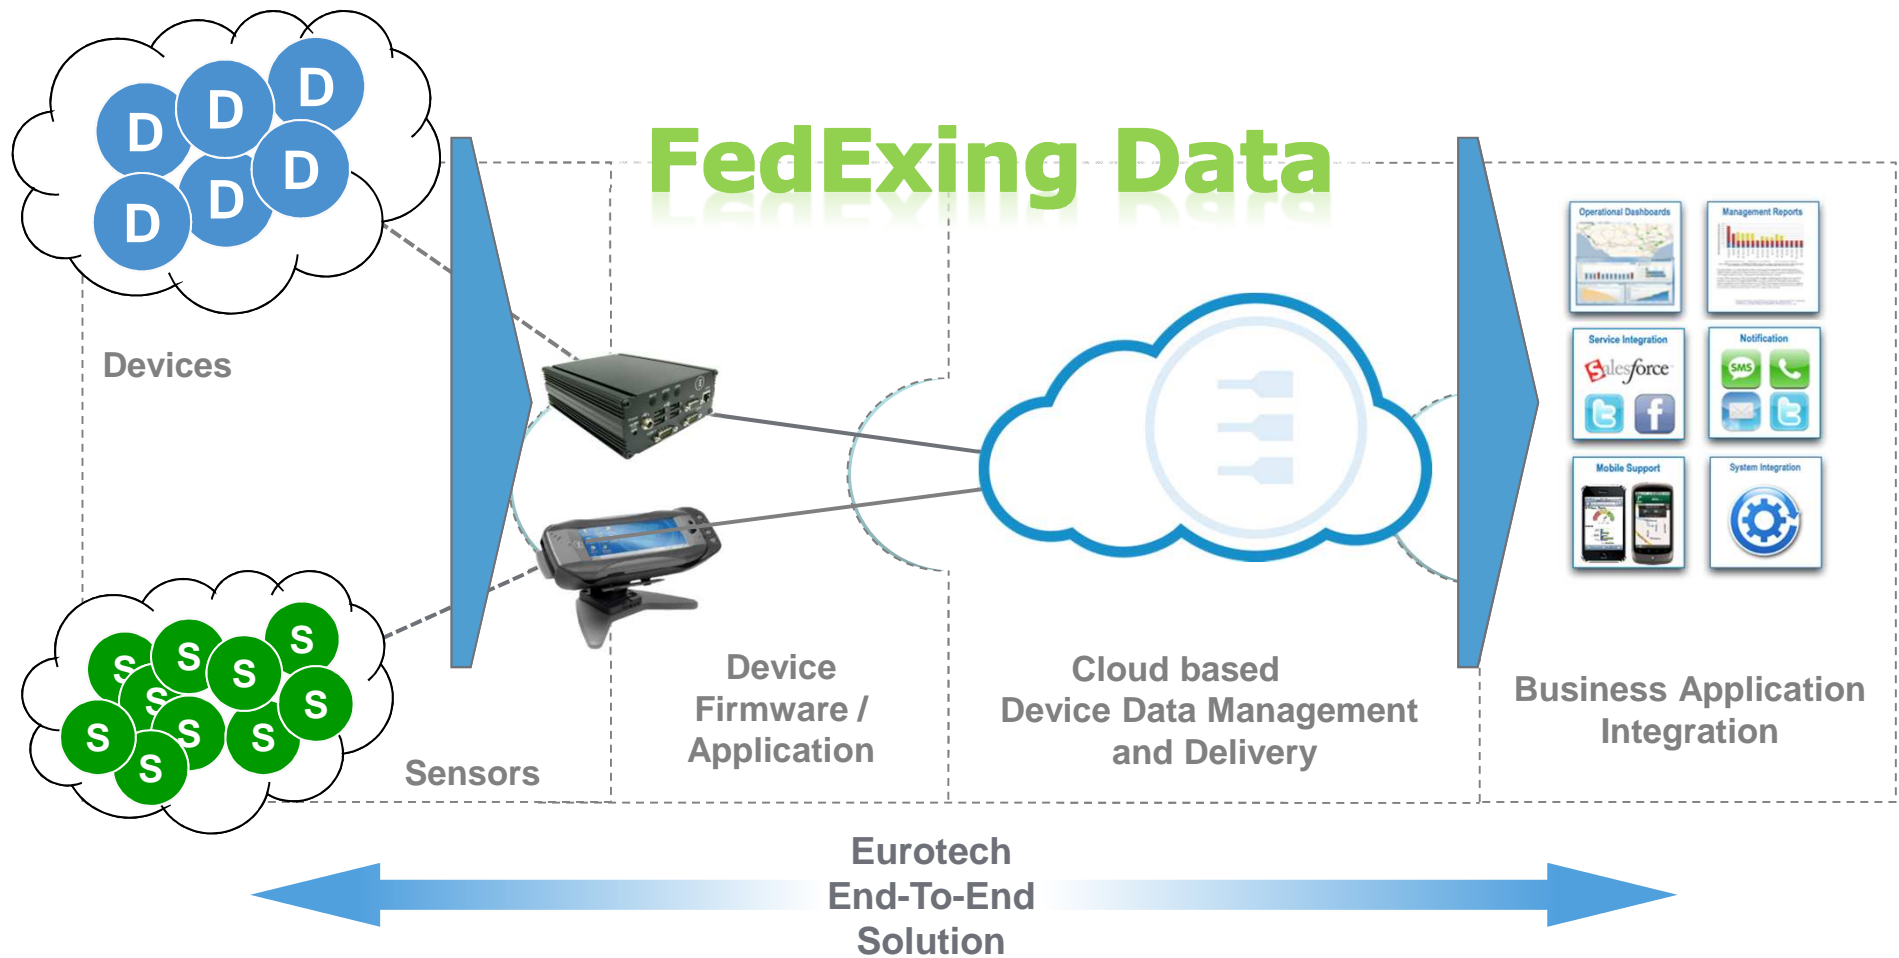 FedExing Data
D
D
D
D
D
D
Devices
S
S
S
S
S
S
S
S
S
S
Sensors
Device
Firmware /
Application
Cloud based
Device Data Management
and Delivery
Operational Dashboards
Management Reports
Service Integration
salesforce
Notification
SMS
Mobile Support
System Integration
Business Application
Integration
Eurotech
End-To-End
Solution